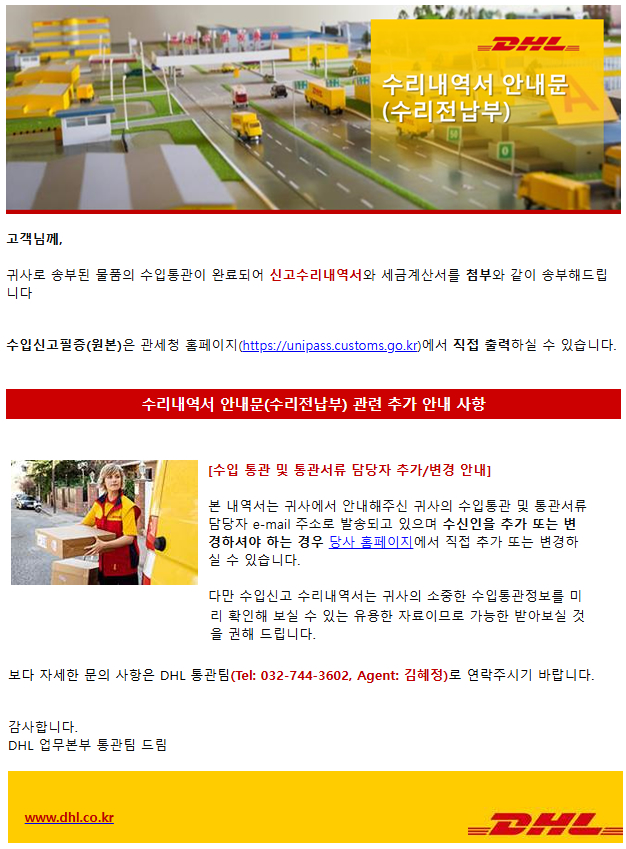 DHL
수리내역서 안내문
(수리전납부)
고객님께,
귀사로 송부된 물품의 수입통관이 완료되어 신고수리내역서와 세금계산서를 첨부와 같이 송부해드립
니다
수입신고필증(원본)은 관세청 홈페이지(https://unipass.customs.go.kr)에서 직접 출력하실 수 있습니다.
수리내역서 안내문(수리전납부) 관련 추가 안내 사항
[수입 통관 및 통관서류 담당자 추가/변경 안내]
본 내역서는 귀사에서 안내해주신 귀사의 수입통관 및 통관서류
담당자 e-mail 주소로 발송되고 있으며 수신인을 추가 또는 변
경하셔야 하는 경우 당사 홈페이지에서 직접 추가 또는 변경하
실 수 있습니다.
다만 수입신고 수리내역서는 귀사의 소중한 수입통관정보를 미
리 확인해 보실 수 있는 유용한 자료이므로 가능한 받아보실 것
을 권해 드립니다.
보다 자세한 문의 사항은 DHL 통관팀(Tel: 032-744-3602, Agent: 김혜정)로 연락주시기 바랍니다.
감사합니다.
DHL 업무본부 통관팀 드림
www.dhl.co.kr
DHL